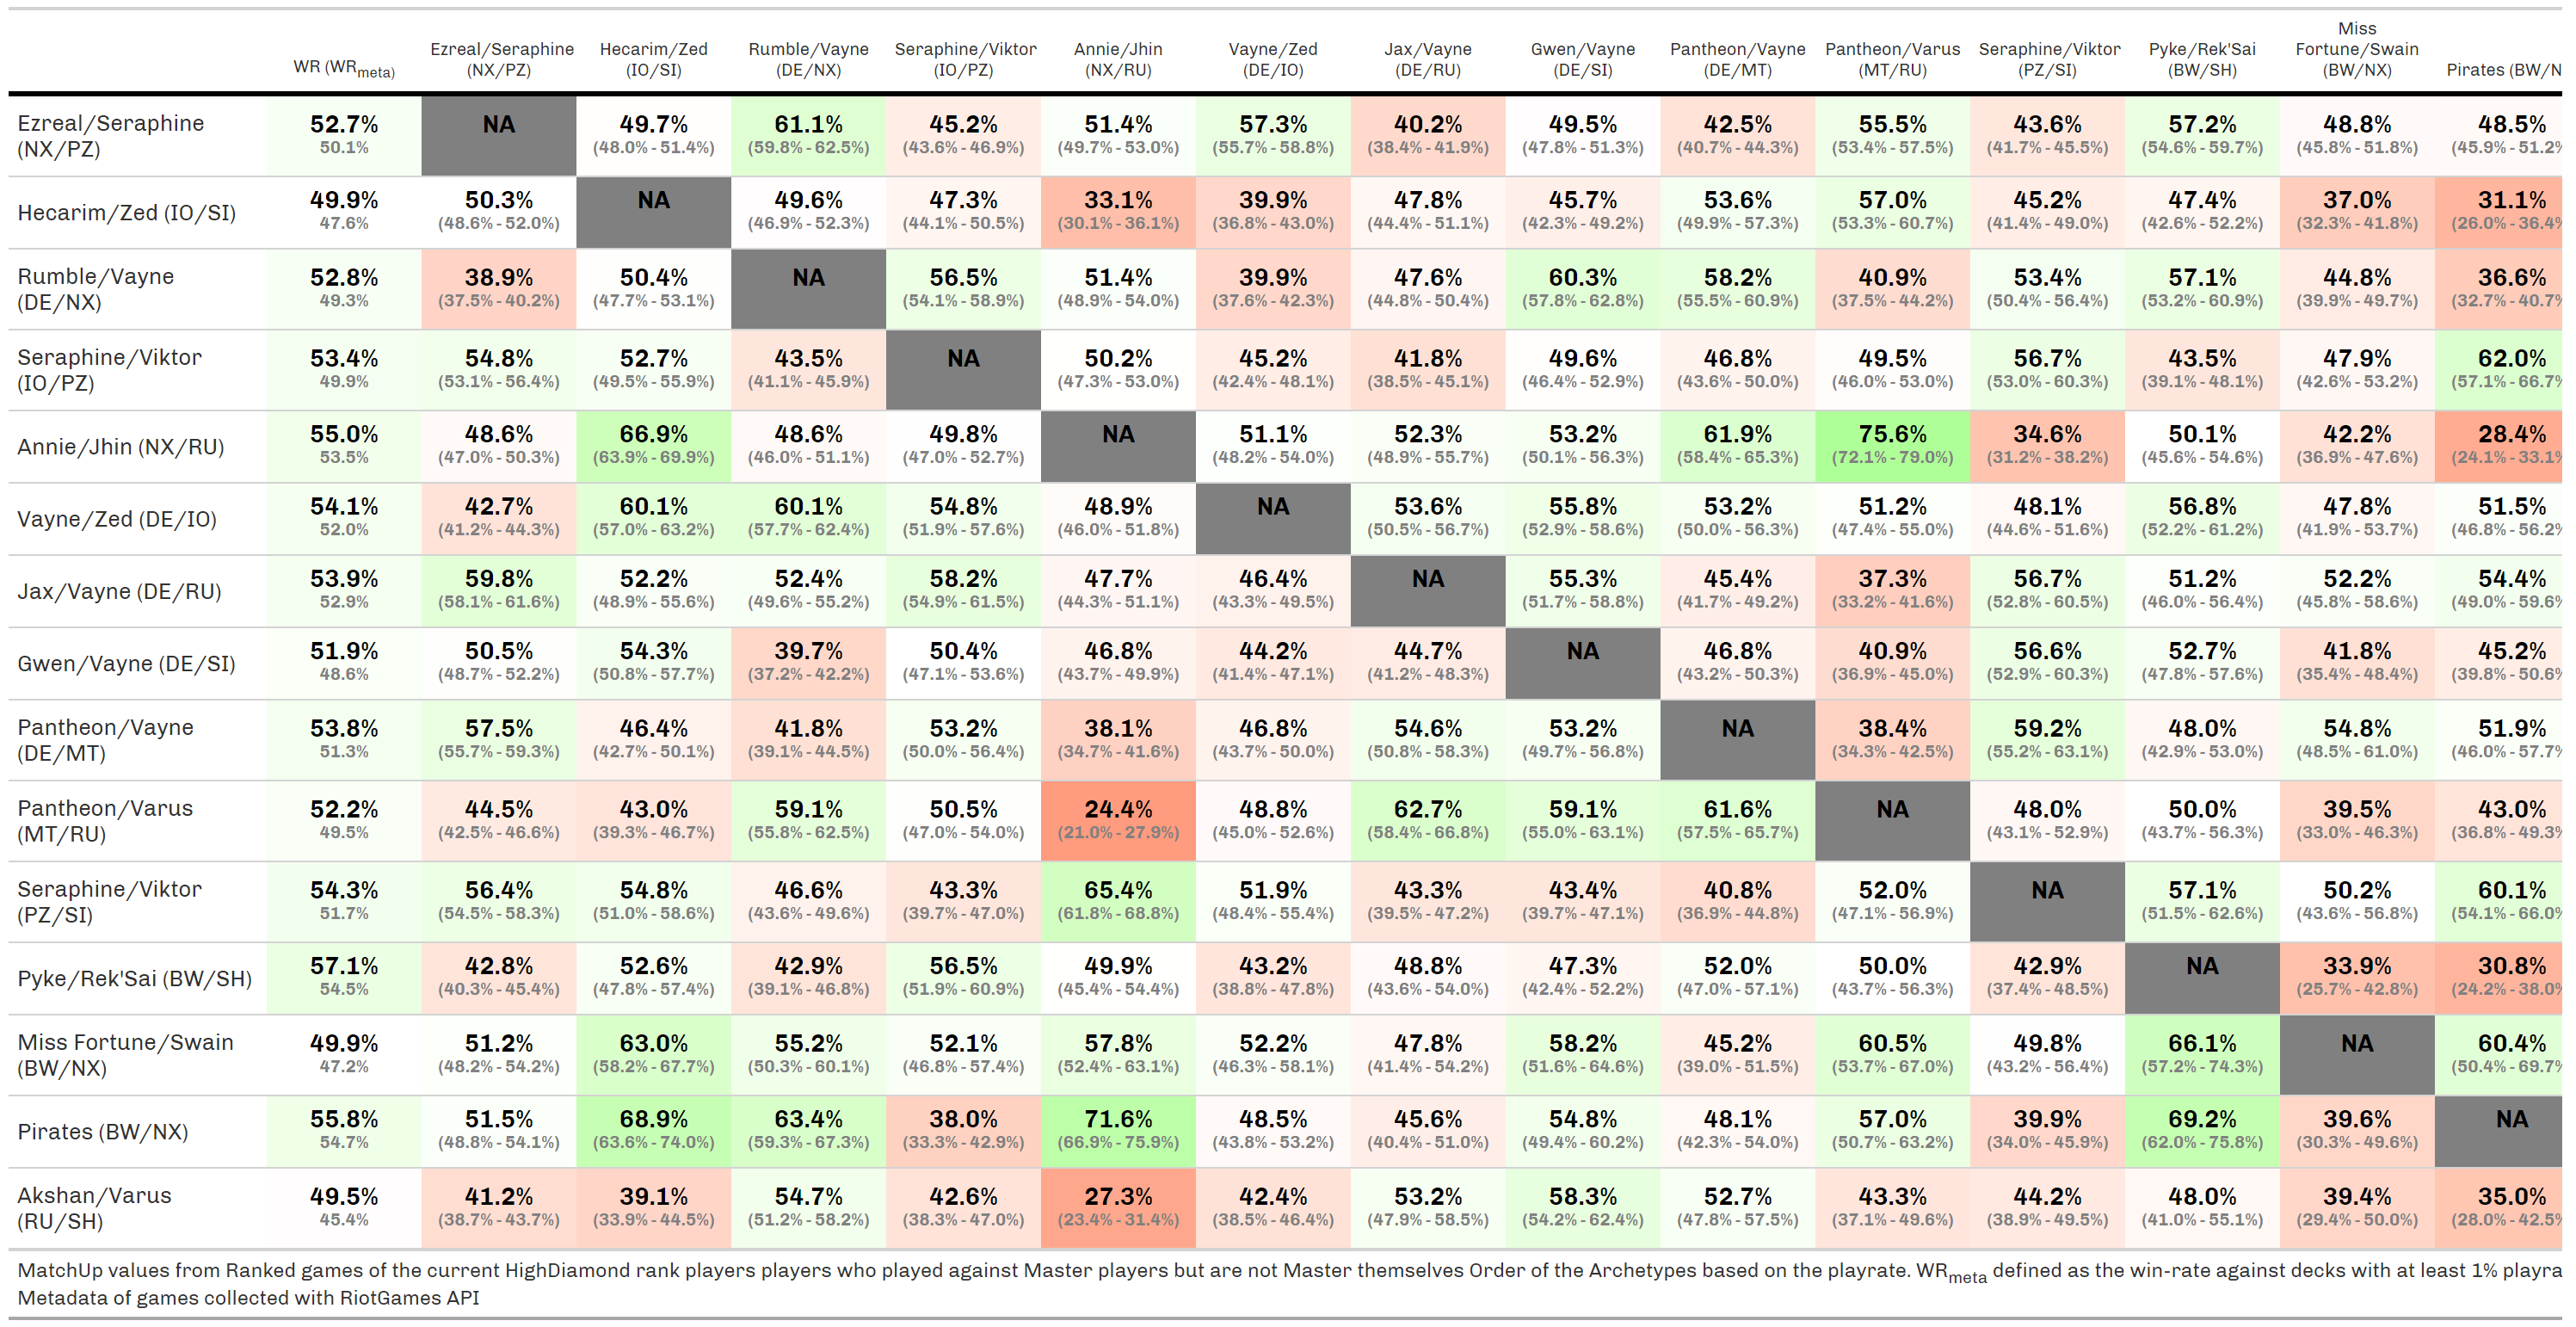 WR (WRmeta) Ezreal/Seraphine (NX/PZ) Hecarim/Zed (IO/SI) Rumble/Vayne (DE/NX) Seraphine/Viktor (IO/PZ) Annie/Jhin (NX/RU) Vayne/Zed (DE/IO) Jax/Vayne (DE/RU) Gwen/Vayne (DE/SI) Pantheon/Vayne (DE/MT) Pantheon/Varus (MT/RU) Seraphine/Viktor (PZ/SI) Pyke/Rek'Sai (BW/SH) Miss Fortune/Swain (BW/NX) Pirates (BW/N
Ezreal/Seraphine (NX/PZ) 52.7% NA 49.7% 61.1% 45.2% 51.4% 57.3% 40.2% 49.5% 42.5% 55.5% 43.6% 57.2% 48.8% 48.5%
50.1% (48.0% - 51.4%) (59.8% - 62.5%) (43.6% - 46.9%) (49.7% - 53.0%) (55.7% - 58.8%) (38.4% - 41.9%) (47.8% - 51.3%) (40.7% - 44.3%) (53.4% - 57.5%) (41.7% - 45.5%) (54.6% - 59.7%) (45.8% - 51.8%) (45.9% - 51.2%
Hecarim/Zed (IO/SI) 49.9% 50.3% NA 49.6% 47.3% 33.1% 39.9% 47.8% 45.7% 53.6% 57.0% 45.2% 47.4% 37.0% 31.1%
47.6% (48.6% - 52.0%) (46.9% - 52.3%) (44.1% - 50.5%) (30.1% - 36.1%) (36.8% - 43.0%) (44.4% - 51.1%) (42.3% - 49.2%) (49.9% - 57.3%) (53.3% - 60.7%) (41.4% - 49.0%) (42.6% - 52.2%) (32.3% - 41.8%) (26.0% - 36.4%
Rumble/Vayne (DE/NX) 52.8% 38.9% 50.4% NA 56.5% 51.4% 39.9% 47.6% 60.3% 58.2% 40.9% 53.4% 57.1% 44.8% 36.6%
49.3% (37.5% - 40.2%) (47.7% - 53.1%) (54.1% - 58.9%) (48.9% - 54.0%) (37.6% - 42.3%) (44.8% - 50.4%) (57.8% - 62.8%) (55.5% - 60.9%) (37.5% - 44.2%) (50.4% - 56.4%) (53.2% - 60.9%) (39.9% - 49.7%) (32.7% - 40.7%
Seraphine/Viktor (IO/PZ) 53.4% 54.8% 52.7% 43.5% NA 50.2% 45.2% 41.8% 49.6% 46.8% 49.5% 56.7% 43.5% 47.9% 62.0%
49.9% (53.1% - 56.4%) (49.5% - 55.9%) (41.1% - 45.9%) (47.3% - 53.0%) (42.4% - 48.1%) (38.5% - 45.1%) (46.4% - 52.9%) (43.6% - 50.0%) (46.0% - 53.0%) (53.0% - 60.3%) (39.1% - 48.1%) (42.6% - 53.2%) (57.1% - 66.7%
Annie/Jhin (NX/RU) 55.0% 48.6% 66.9% 48.6% 49.8% NA 51.1% 52.3% 53.2% 61.9% 75.6% 34.6% 50.1% 42.2% 28.4%
53.5% (47.0% - 50.3%) (63.9% - 69.9%) (46.0% - 51.1%) (47.0% - 52.7%) (48.2% - 54.0%) (48.9% - 55.7%) (50.1% - 56.3%) (58.4% - 65.3%) (72.1% - 79.0%) (31.2% - 38.2%) (45.6% - 54.6%) (36.9% - 47.6%) (24.1% - 33.1%
Vayne/Zed (DE/IO) 54.1% 42.7% 60.1% 60.1% 54.8% 48.9% NA 53.6% 55.8% 53.2% 51.2% 48.1% 56.8% 47.8% 51.5%
52.0% (41.2% - 44.3%) (57.0% - 63.2%) (57.7% - 62.4%) (51.9% - 57.6%) (46.0% - 51.8%) (50.5% - 56.7%) (52.9% - 58.6%) (50.0% - 56.3%) (47.4% - 55.0%) (44.6% - 51.6%) (52.2% - 61.2%) (41.9% - 53.7%) (46.8% - 56.2%
Jax/Vayne (DE/RU) 53.9% 59.8% 52.2% 52.4% 58.2% 47.7% 46.4% NA 55.3% 45.4% 37.3% 56.7% 51.2% 52.2% 54.4%
52.9% (58.1% - 61.6%) (48.9% - 55.6%) (49.6% - 55.2%) (54.9% - 61.5%) (44.3% - 51.1%) (43.3% - 49.5%) (51.7% - 58.8%) (41.7% - 49.2%) (33.2% - 41.6%) (52.8% - 60.5%) (46.0% - 56.4%) (45.8% - 58.6%) (49.0% - 59.6%
Gwen/Vayne (DE/SI) 51.9% 50.5% 54.3% 39.7% 50.4% 46.8% 44.2% 44.7% NA 46.8% 40.9% 56.6% 52.7% 41.8% 45.2%
48.6% (48.7% - 52.2%) (50.8% - 57.7%) (37.2% - 42.2%) (47.1% - 53.6%) (43.7% - 49.9%) (41.4% - 47.1%) (41.2% - 48.3%) (43.2% - 50.3%) (36.9% - 45.0%) (52.9% - 60.3%) (47.8% - 57.6%) (35.4% - 48.4%) (39.8% - 50.6%
Pantheon/Vayne (DE/MT) 53.8% 57.5% 46.4% 41.8% 53.2% 38.1% 46.8% 54.6% 53.2% NA 38.4% 59.2% 48.0% 54.8% 51.9%
51.3% (55.7% - 59.3%) (42.7% - 50.1%) (39.1% - 44.5%) (50.0% - 56.4%) (34.7% - 41.6%) (43.7% - 50.0%) (50.8% - 58.3%) (49.7% - 56.8%) (34.3% - 42.5%) (55.2% - 63.1%) (42.9% - 53.0%) (48.5% - 61.0%) (46.0% - 57.7%
Pantheon/Varus (MT/RU) 52.2% 44.5% 43.0% 59.1% 50.5% 24.4% 48.8% 62.7% 59.1% 61.6% NA 48.0% 50.0% 39.5% 43.0%
49.5% (42.5% - 46.6%) (39.3% - 46.7%) (55.8% - 62.5%) (47.0% - 54.0%) (21.0% - 27.9%) (45.0% - 52.6%) (58.4% - 66.8%) (55.0% - 63.1%) (57.5% - 65.7%) (43.1% - 52.9%) (43.7% - 56.3%) (33.0% - 46.3%) (36.8% - 49.3%
Seraphine/Viktor (PZ/SI) 54.3% 56.4% 54.8% 46.6% 43.3% 65.4% 51.9% 43.3% 43.4% 40.8% 52.0% NA 57.1% 50.2% 60.1%
51.7% (54.5% - 58.3%) (51.0% - 58.6%) (43.6% - 49.6%) (39.7% - 47.0%) (61.8% - 68.8%) (48.4% - 55.4%) (39.5% - 47.2%) (39.7% - 47.1%) (36.9% - 44.8%) (47.1% - 56.9%) (51.5% - 62.6%) (43.6% - 56.8%) (54.1% - 66.0%
Pyke/Rek'Sai (BW/SH) 57.1% 42.8% 52.6% 42.9% 56.5% 49.9% 43.2% 48.8% 47.3% 52.0% 50.0% 42.9% NA 33.9% 30.8%
54.5% (40.3% - 45.4%) (47.8% - 57.4%) (39.1% - 46.8%) (51.9% - 60.9%) (45.4% - 54.4%) (38.8% - 47.8%) (43.6% - 54.0%) (42.4% - 52.2%) (47.0% - 57.1%) (43.7% - 56.3%) (37.4% - 48.5%) (25.7% - 42.8%) (24.2% - 38.0%
Miss Fortune/Swain (BW/NX) 49.9% 51.2% 63.0% 55.2% 52.1% 57.8% 52.2% 47.8% 58.2% 45.2% 60.5% 49.8% 66.1% NA 60.4%
47.2% (48.2% - 54.2%) (58.2% - 67.7%) (50.3% - 60.1%) (46.8% - 57.4%) (52.4% - 63.1%) (46.3% - 58.1%) (41.4% - 54.2%) (51.6% - 64.6%) (39.0% - 51.5%) (53.7% - 67.0%) (43.2% - 56.4%) (57.2% - 74.3%) (50.4% - 69.7%
Pirates (BW/NX) 55.8% 51.5% 68.9% 63.4% 38.0% 71.6% 48.5% 45.6% 54.8% 48.1% 57.0% 39.9% 69.2% 39.6% NA
54.7% (48.8% - 54.1%) (63.6% - 74.0%) (59.3% - 67.3%) (33.3% - 42.9%) (66.9% - 75.9%) (43.8% - 53.2%) (40.4% - 51.0%) (49.4% - 60.2%) (42.3% - 54.0%) (50.7% - 63.2%) (34.0% - 45.9%) (62.0% - 75.8%) (30.3% - 49.6%)
Akshan/Varus (RU/SH) 49.5% 41.2% 39.1% 54.7% 42.6% 27.3% 42.4% 53.2% 58.3% 52.7% 43.3% 44.2% 48.0% 39.4% 35.0%
45.4% (38.7% - 43.7%) (33.9% - 44.5%) (51.2% - 58.2%) (38.3% - 47.0%) (23.4% - 31.4%) (38.5% - 46.4%) (47.9% - 58.5%) (54.2% - 62.4%) (47.8% - 57.5%) (37.1% - 49.6%) (38.9% - 49.5%) (41.0% - 55.1%) (29.4% - 50.0%) (28.0% - 42.5%
MatchUp values from Ranked games of the current HighDiamond rank players players who played against Master players but are not Master themselves Order of the Archetypes based on the playrate. WRmeta defined as the win-rate against decks with at least 1% playra
Metadata of games collected with RiotGames API